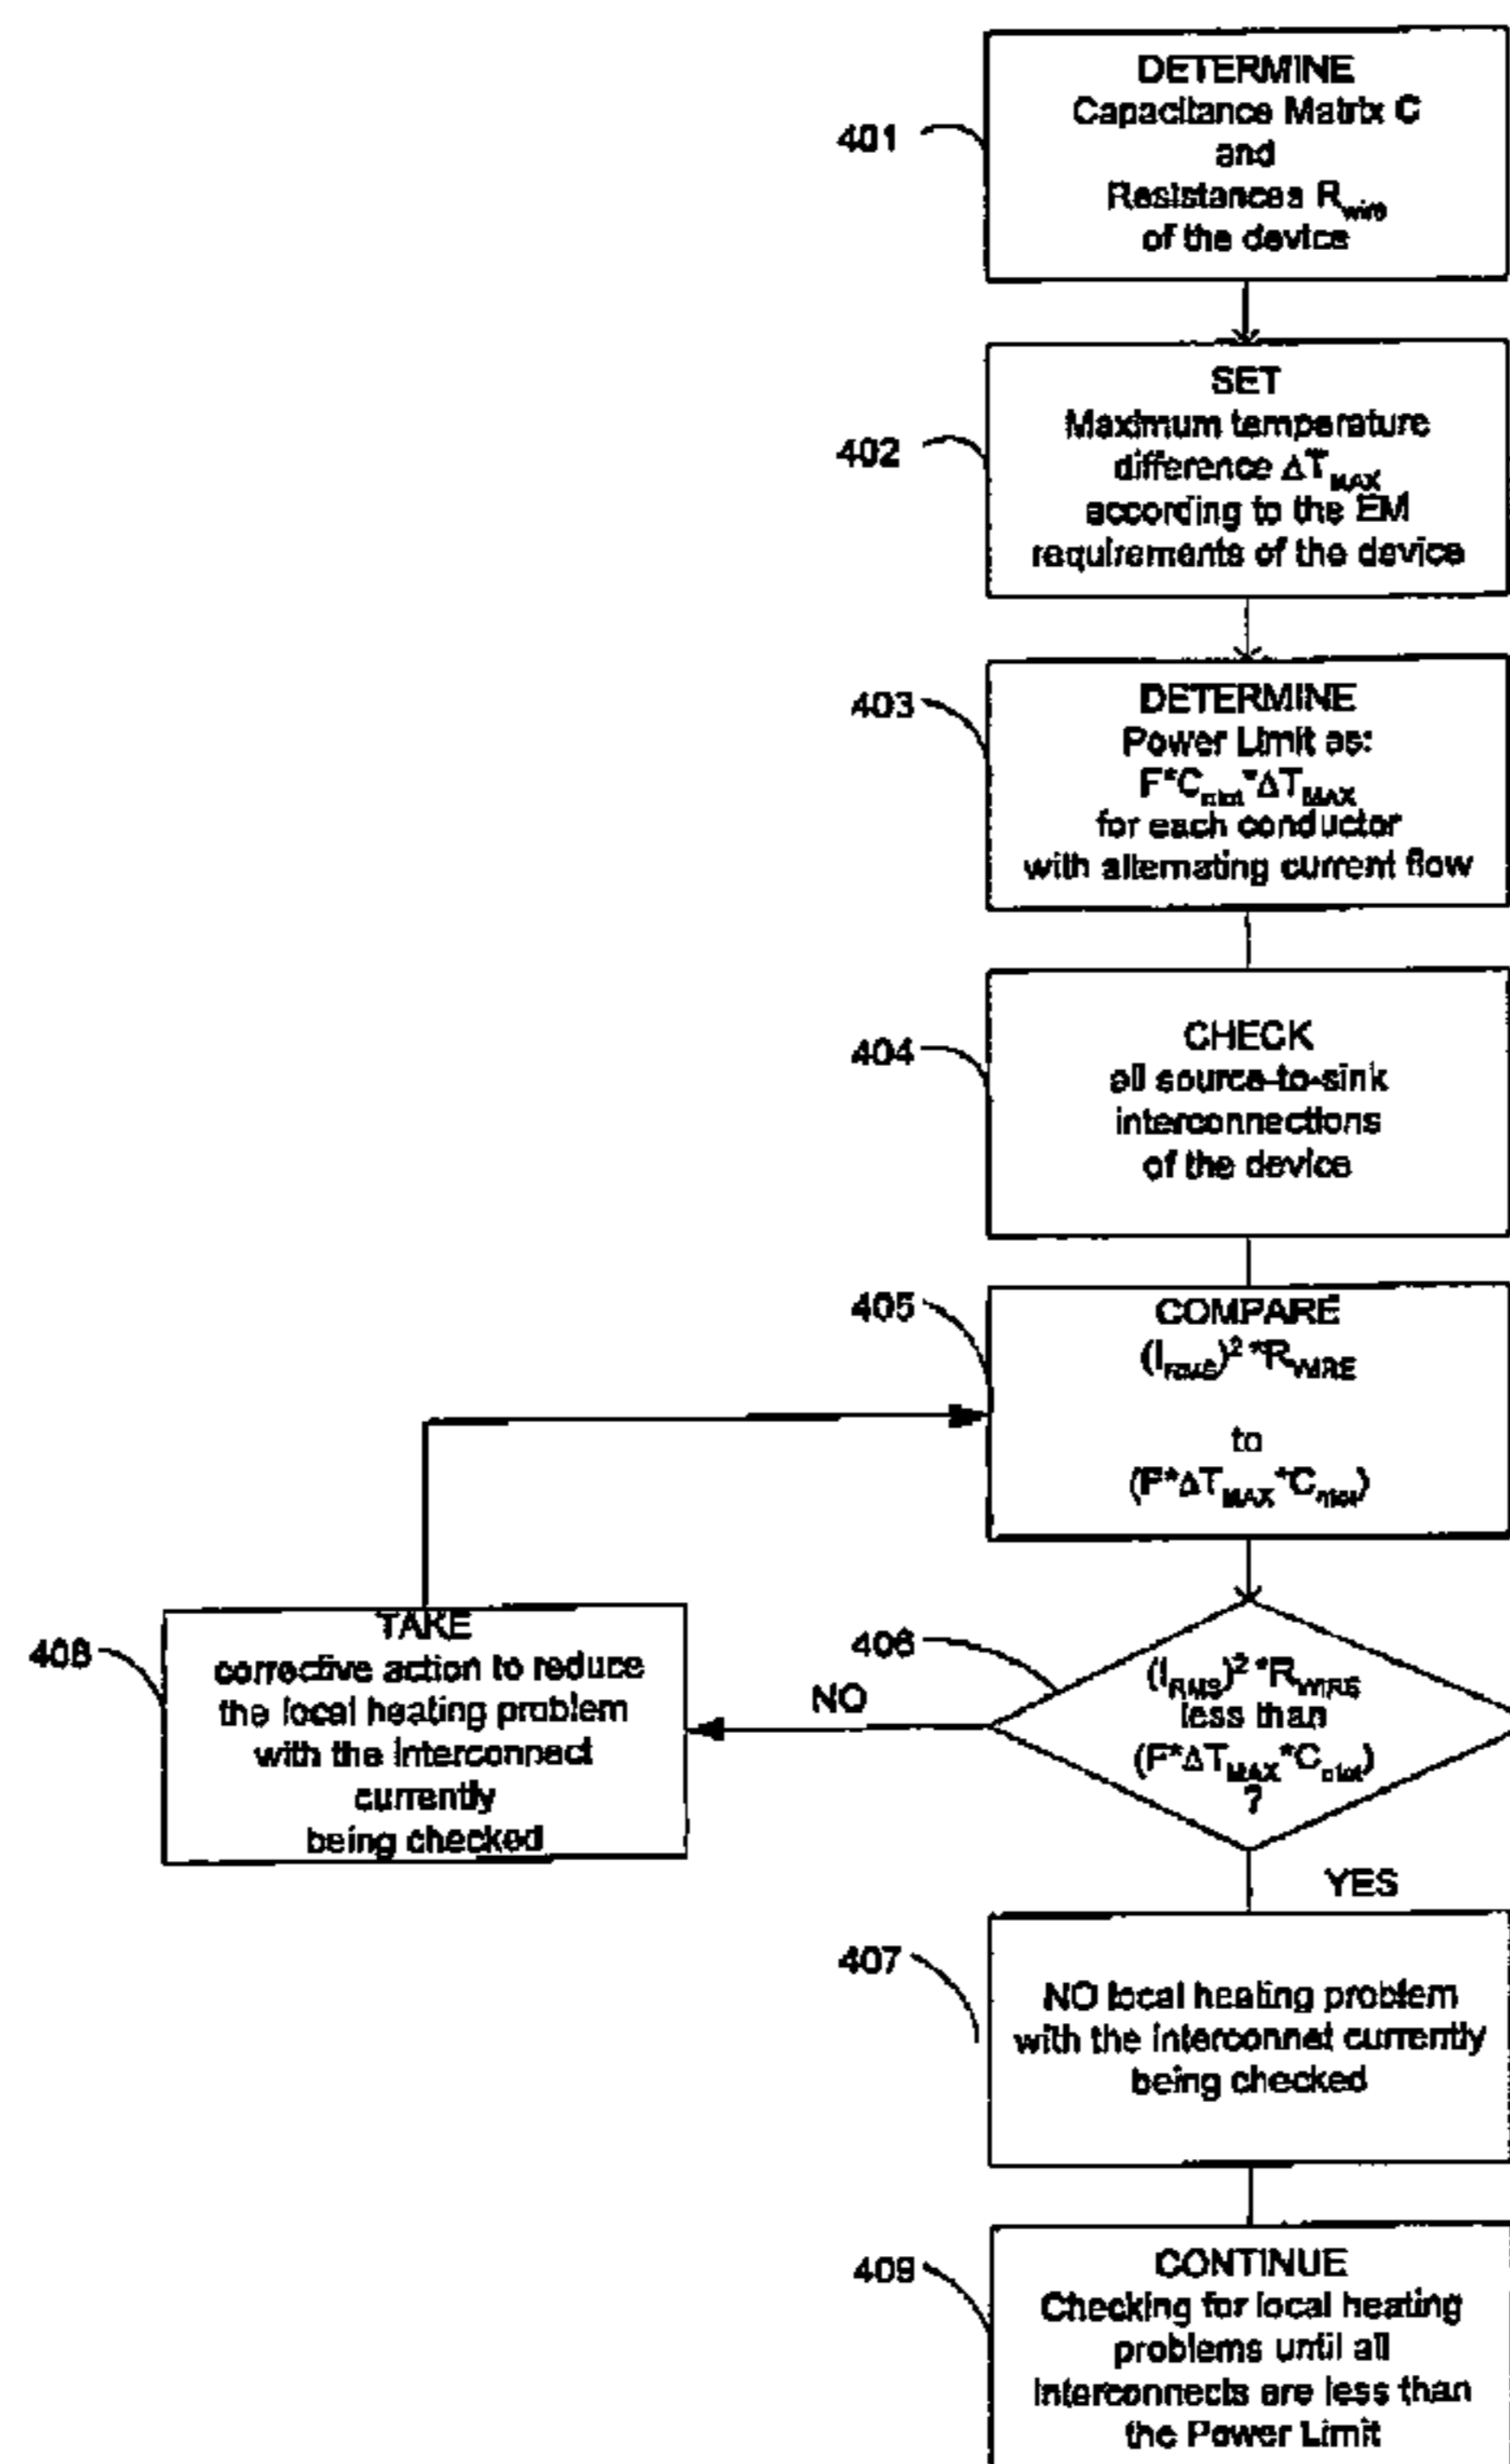 401
DETERMINE
Capacitance Matrix C
and
Resistances R_wire
of the device
402
SET
Maximum temperature
difference ΔT_MAX
according to the EM
requirements of the device
403
DETERMINE
Power Limit as:
F*C_ntot*ΔT_MAX
for each conductor
with alternating current flow
404
CHECK
all source-to-sink
interconnections
of the device
405
COMPARE
(I_RMS)² *R_WIRE
to
(F*ΔT_MAX*C_ntot)
408
TAKE
corrective action to reduce
the local heating problem
with the interconnect
currently
being checked
NO
406
(I_RMS)² *R_WIRE
less than
(F*ΔT_MAX*C_ntot)
?
YES
407
NO local heating problem
with the interconnet currently
being checked
409
CONTINUE
Checking for local heating
problems until all
interconnects are less than
the Power Limit